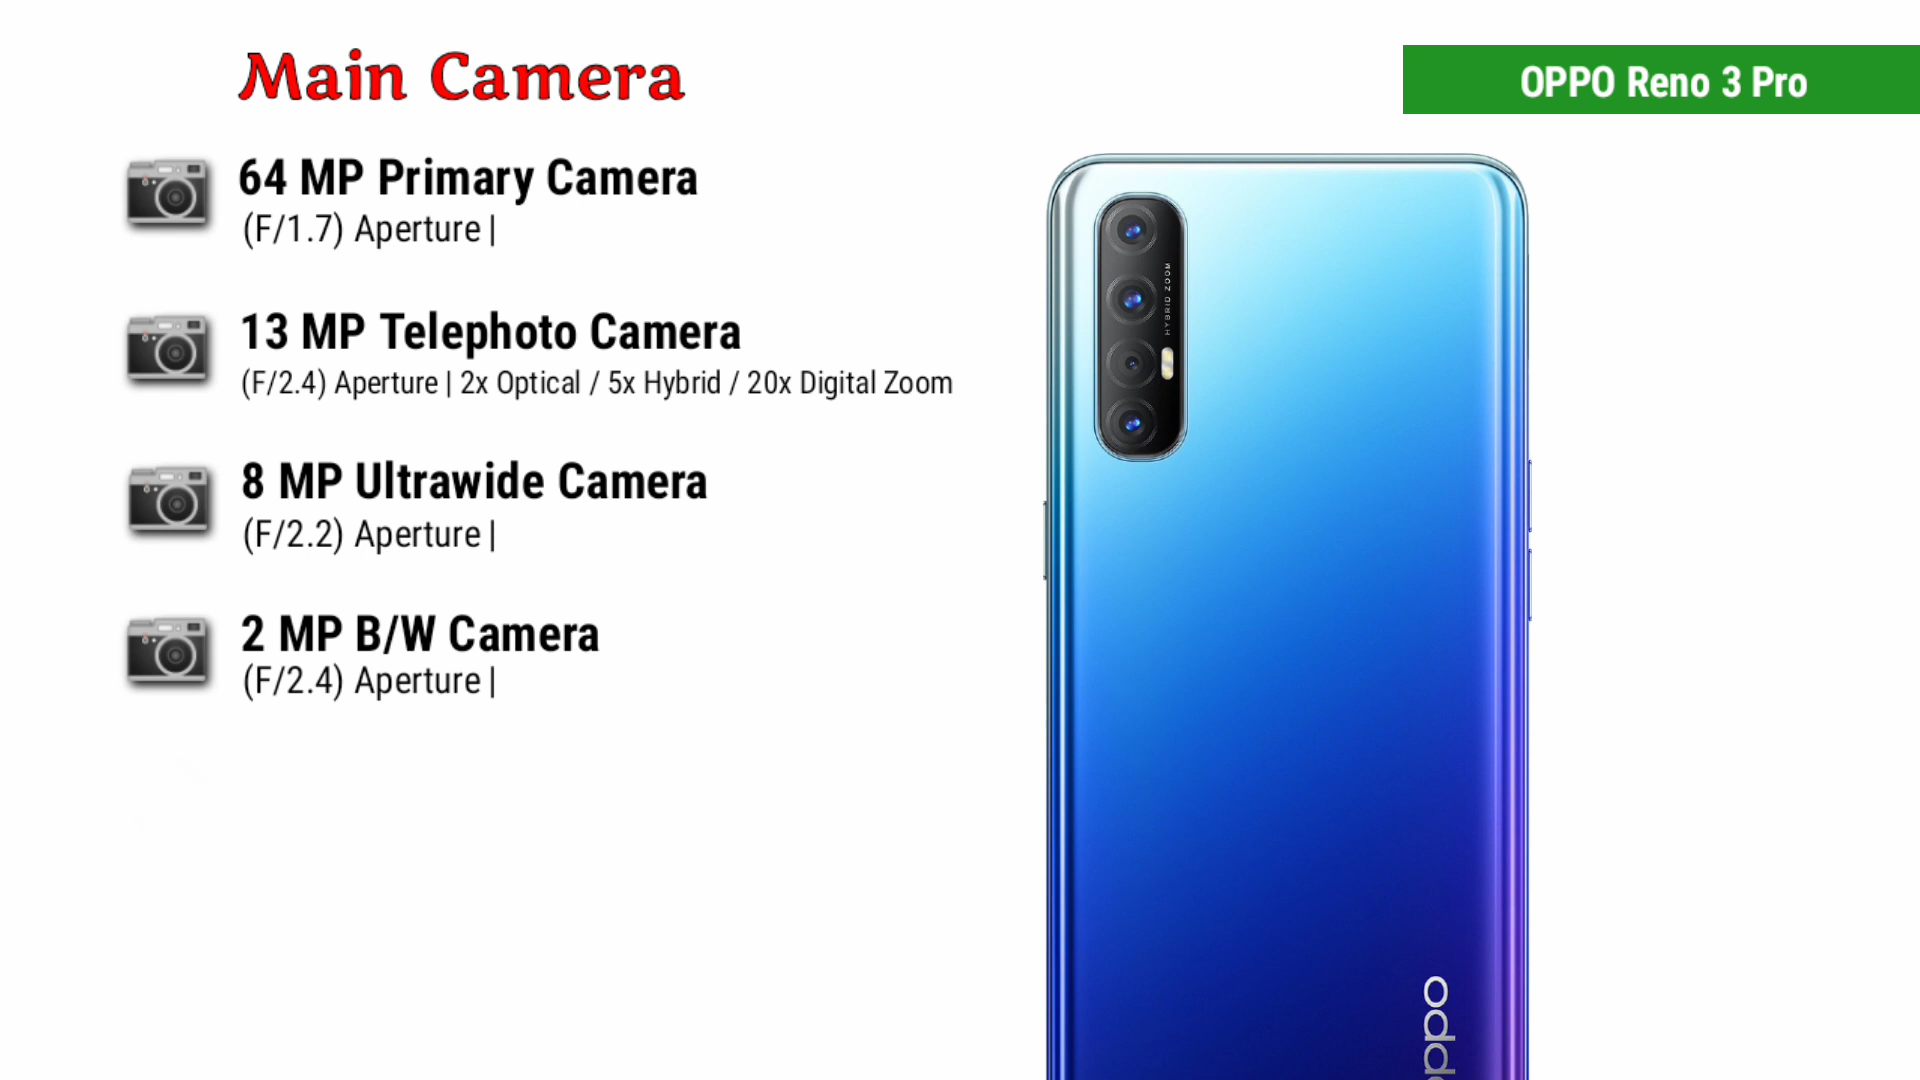 Main Camera
OPPO Reno 3 Pro
64 MP Primary Camera
(F/1.7) Aperture |
13 MP Telephoto Camera
(F/2.4) Aperture | 2x Optical / 5x Hybrid / 20x Digital Zoom
8 MP Ultrawide Camera
(F/2.2) Aperture |
2 MP B/W Camera
(F/2.4) Aperture |
HYBRID ZOOM
oppo